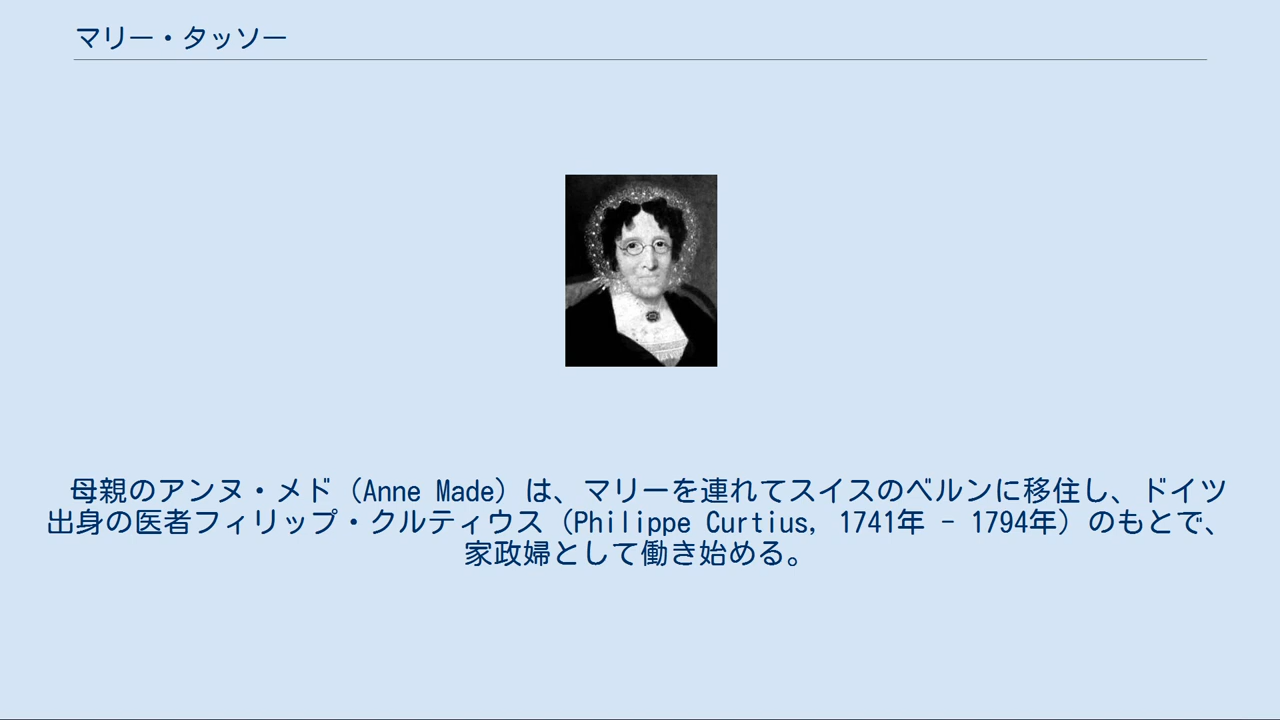 マリー・タッソー
母親のアンヌ・メド（Anne Made）は、マリーを連れてスイスのベルンに移住し、ドイツ
出身の医者フィリップ・クルティウス（Philippe Curtius, 1741年 - 1794年）のもとで、
家政婦として働き始める。